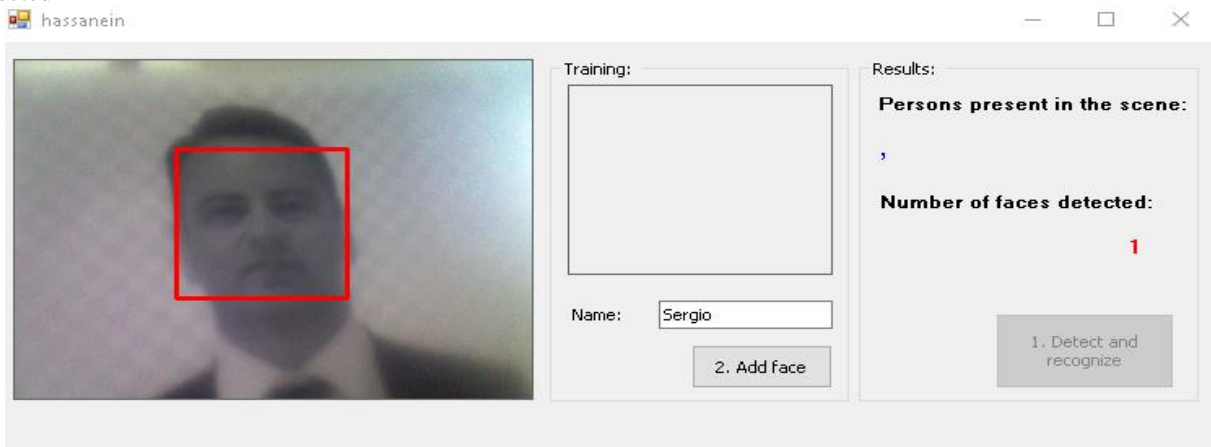 hassanein
Training:
Name:
Sergio
2. Add face
Results:
Persons present in the scene:
,
Number of faces detected:
1
1. Detect and
recognize